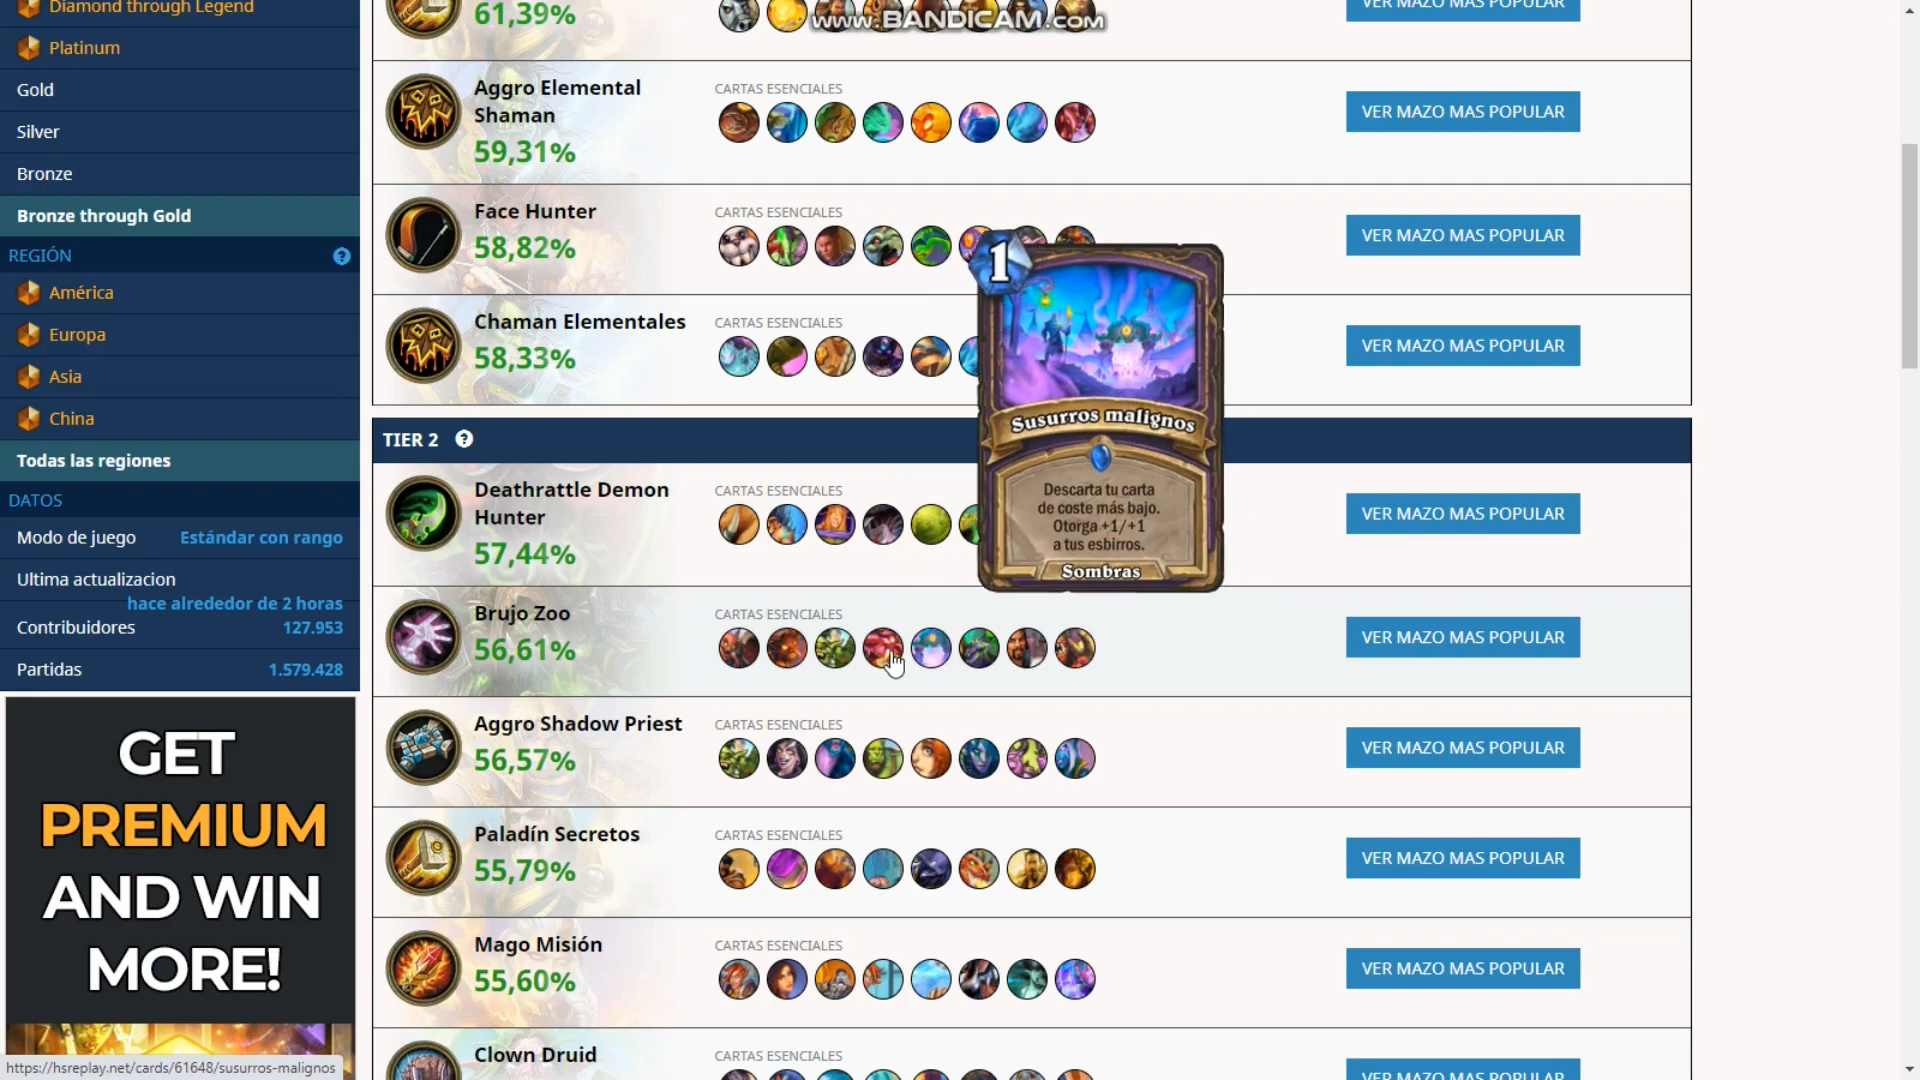 Diamond through Legend
Platinum
Gold
Silver
Bronze
Bronze through Gold
REGIÓN
América
Europa
Asia
China
Todas las regiones
DATOS
Modo de juego Estándar con rango
Ultima actualizacion
hace alrededor de 2 horas
Contribuidores 127.953
Partidas 1.579.428
GET
PREMIUM
AND WIN
MORE!
https://hsreplay.net/cards/61648/susurros-malignos
www.BANDICAM.com
61,39%
VER MAZO MAS POPULAR
Aggro Elemental
Shaman
59,31%
CARTAS ESENCIALES
VER MAZO MAS POPULAR
Face Hunter
58,82%
CARTAS ESENCIALES
VER MAZO MAS POPULAR
Chaman Elementales
58,33%
CARTAS ESENCIALES
VER MAZO MAS POPULAR
1
Susurros malignos
Descarta tu carta
de coste más bajo.
Otorga +1/+1
a tus esbirros.
Sombras
TIER 2
Deathrattle Demon
Hunter
57,44%
CARTAS ESENCIALES
VER MAZO MAS POPULAR
Brujo Zoo
56,61%
CARTAS ESENCIALES
VER MAZO MAS POPULAR
Aggro Shadow Priest
56,57%
CARTAS ESENCIALES
VER MAZO MAS POPULAR
Paladín Secretos
55,79%
CARTAS ESENCIALES
VER MAZO MAS POPULAR
Mago Misión
55,60%
CARTAS ESENCIALES
VER MAZO MAS POPULAR
Clown Druid
CARTAS ESENCIALES
VER MAZO MAS POPULAR